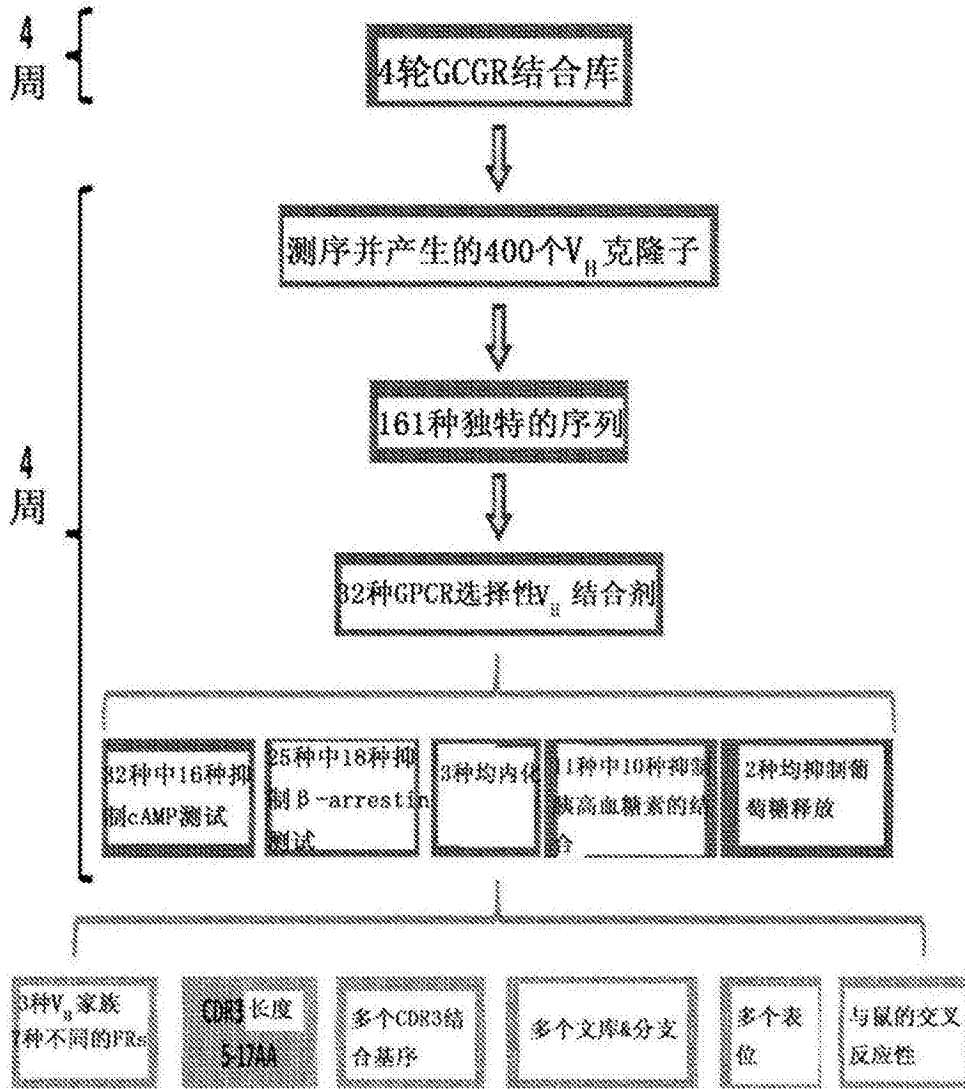 4
周
4轮GCGR结合库
测序并产生的400个VH克隆子
161种独特的序列
4
周
32种GPCR选择性VH 结合剂
32种中16种抑
制cAMP测试
25种中18种抑
制β-arrestin
测试
3种均内化
11种中10种抑制
胰高血糖素的结
合
2种均抑制葡
萄糖释放
3种VH家族
7种不同的FRs
CDR3 长度
5-17AA
多个CDR3结
合基序
多个文库&分支
多个表
位
与鼠的交叉
反应性